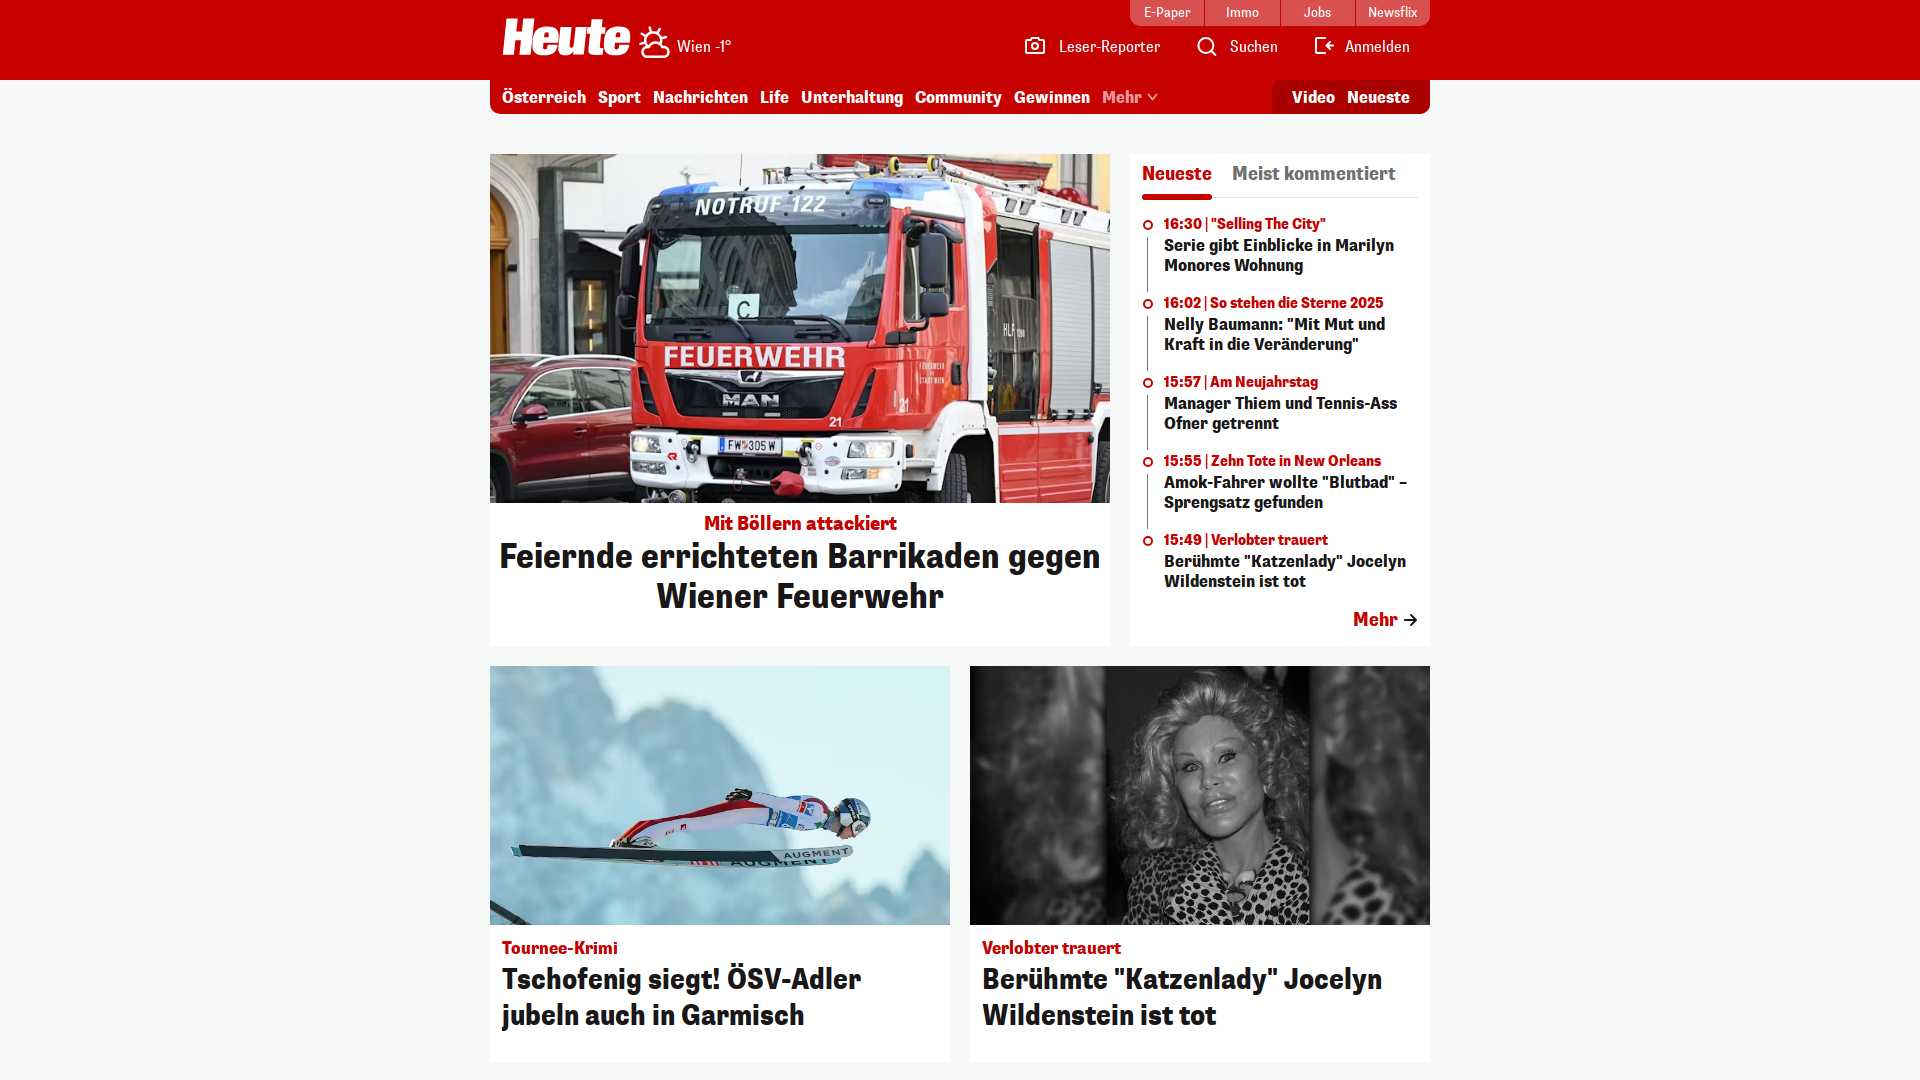 E-Paper
Immo
Jobs
Newsflix
Heute
Wien -1°
Leser-Reporter
Suchen
Anmelden
Österreich
Sport
Nachrichten
Life
Unterhaltung
Community
Gewinnen
Mehr
Video
Neueste
NOTRUF 122
C
FEUERWEHR
MAN
21
21
FW 305 W
HLF
FEUERWEHR
STADT WIEN
Mit Böllern attackiert
Feiernde errichteten Barrikaden gegen
Wiener Feuerwehr
Neueste
Meist kommentiert
16:30 | "Selling The City"
Serie gibt Einblicke in Marilyn
Monores Wohnung
16:02 | So stehen die Sterne 2025
Nelly Baumann: "Mit Mut und
Kraft in die Veränderung"
15:57 | Am Neujahrstag
Manager Thiem und Tennis-Ass
Ofner getrennt
15:55 | Zehn Tote in New Orleans
Amok-Fahrer wollte "Blutbad" –
Sprengsatz gefunden
15:49 | Verlobter trauert
Berühmte "Katzenlady" Jocelyn
Wildenstein ist tot
Mehr
AUGMENT
AUGMENT
Tournee-Krimi
Tschofenig siegt! ÖSV-Adler
jubeln auch in Garmisch
Verlobter trauert
Berühmte "Katzenlady" Jocelyn
Wildenstein ist tot